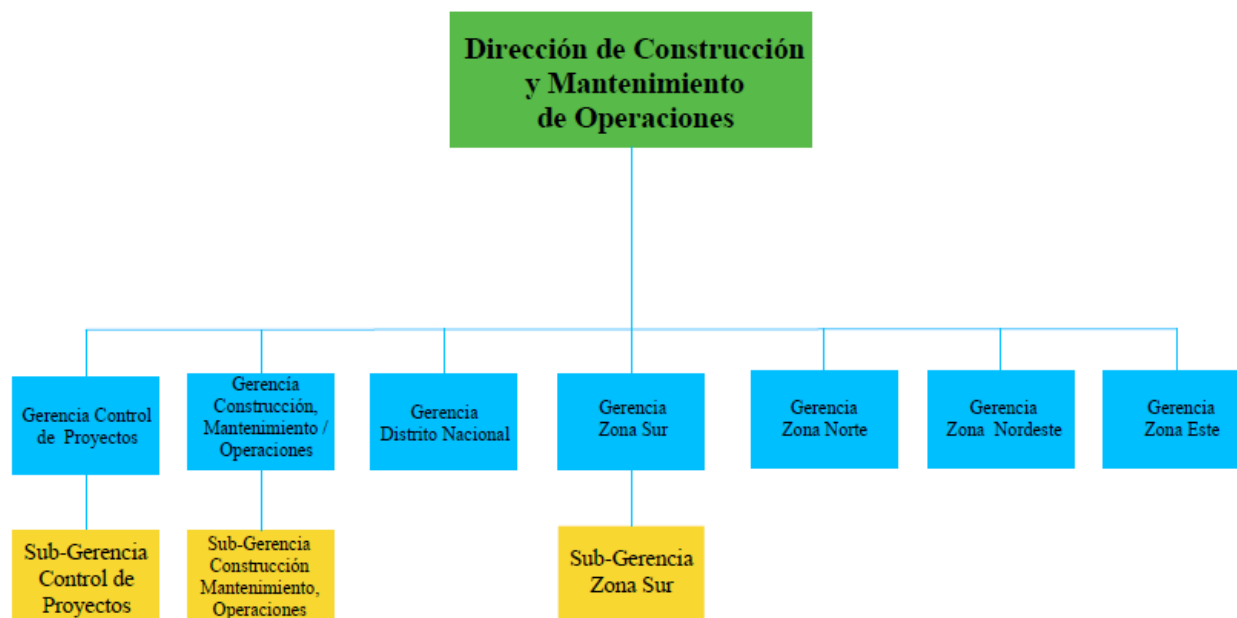 Dirección de Construcción
y Mantenimiento
de Operaciones
Gerencia Control
de Proyectos
Gerencia
Construcción,
Mantenimiento /
Operaciones
Gerencia
Distrito Nacional
Gerencia
Zona Sur
Gerencia
Zona Norte
Gerencia
Zona Nordeste
Gerencia
Zona Este
Sub-Gerencia
Control de
Proyectos
Sub-Gerencia
Construcción
Mantenimiento,
Operaciones
Sub-Gerencia
Zona Sur